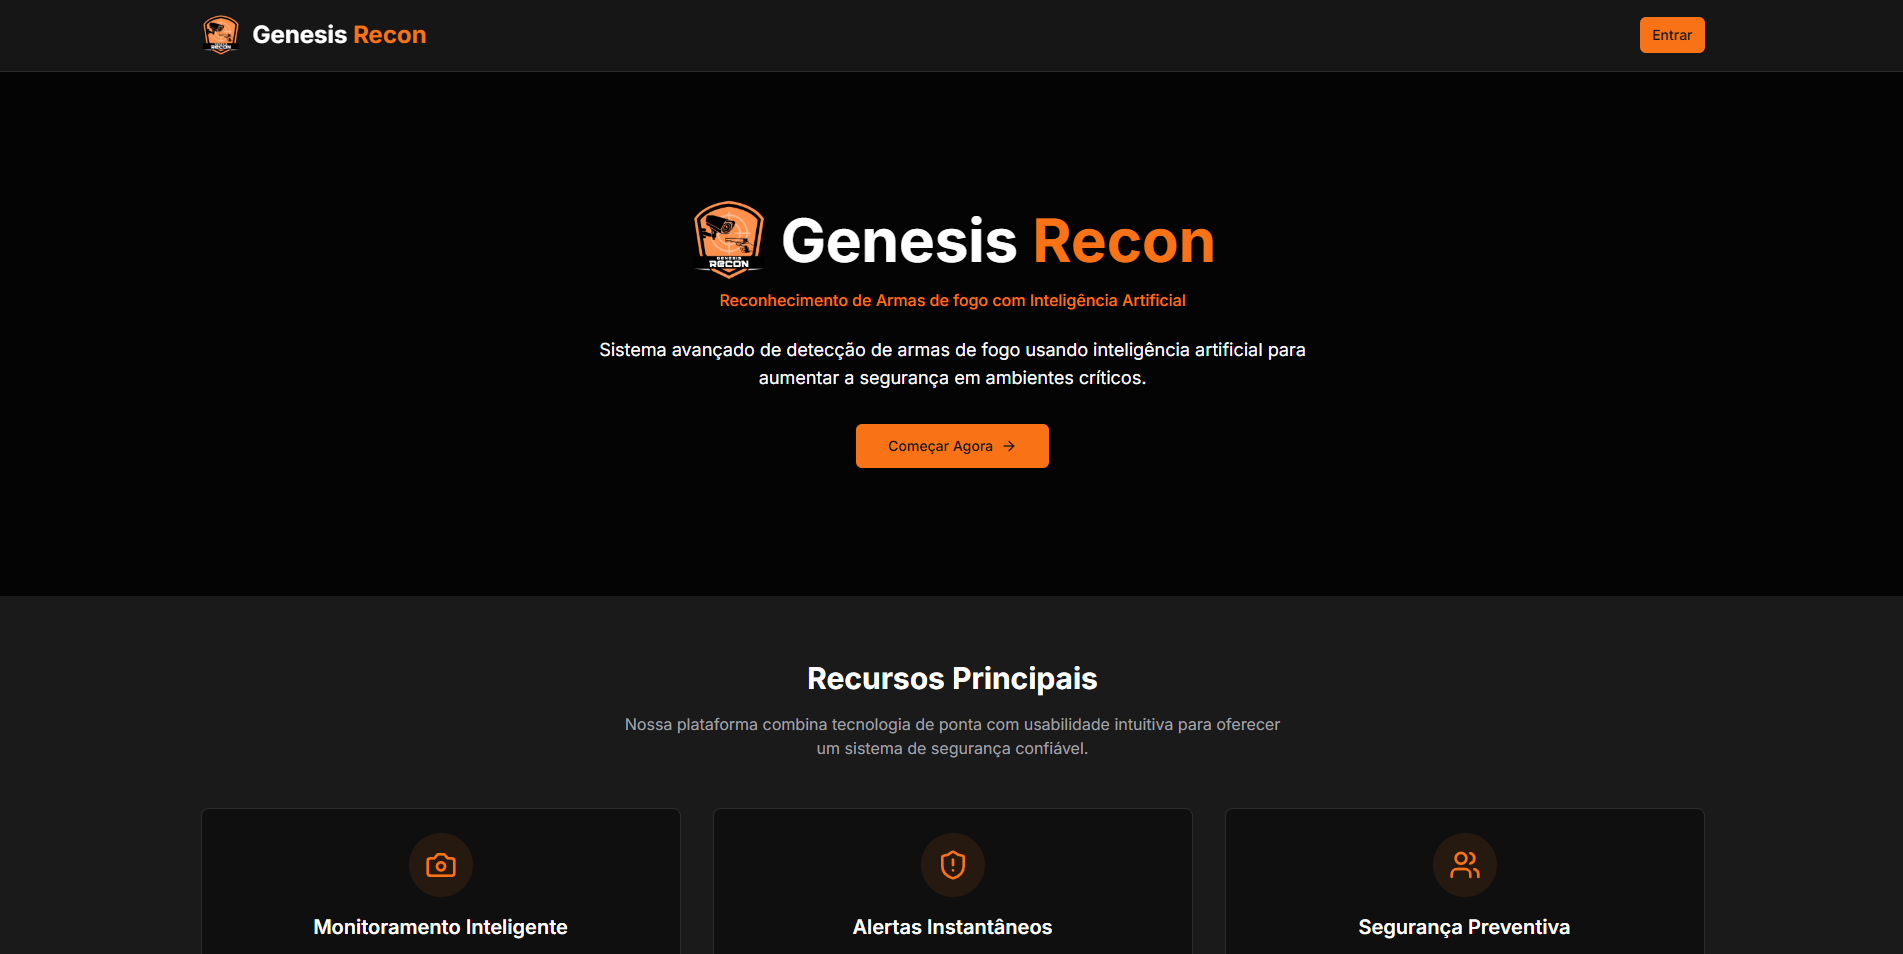 RECON
Genesis Recon
Entrar
GENESIS
RECON
Genesis Recon
Reconhecimento de Armas de fogo com Inteligência Artificial
Sistema avançado de detecção de armas de fogo usando inteligência artificial para
aumentar a segurança em ambientes críticos.
Começar Agora
Recursos Principais
Nossa plataforma combina tecnologia de ponta com usabilidade intuitiva para oferecer
um sistema de segurança confiável.
Monitoramento Inteligente
Alertas Instantâneos
Segurança Preventiva